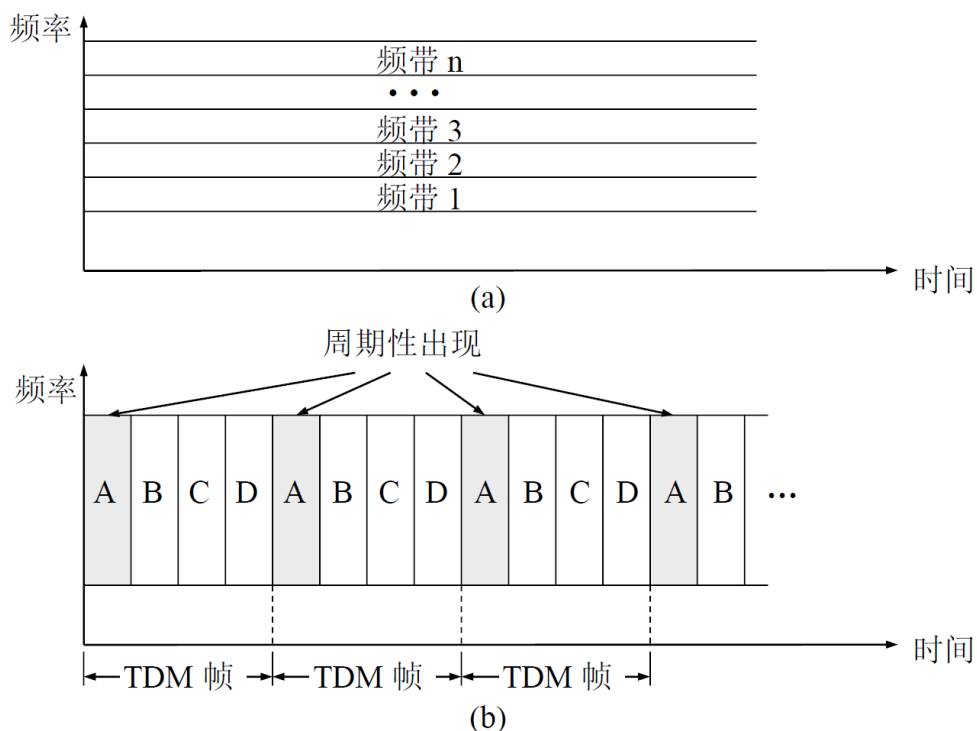 频率
频带 n
···
频带 3
频带 2
频带 1
时间
(a)
周期性出现
频率
A B C D A B C D A B C D A B ···
时间
TDM 帧 TDM 帧 TDM 帧
(b)